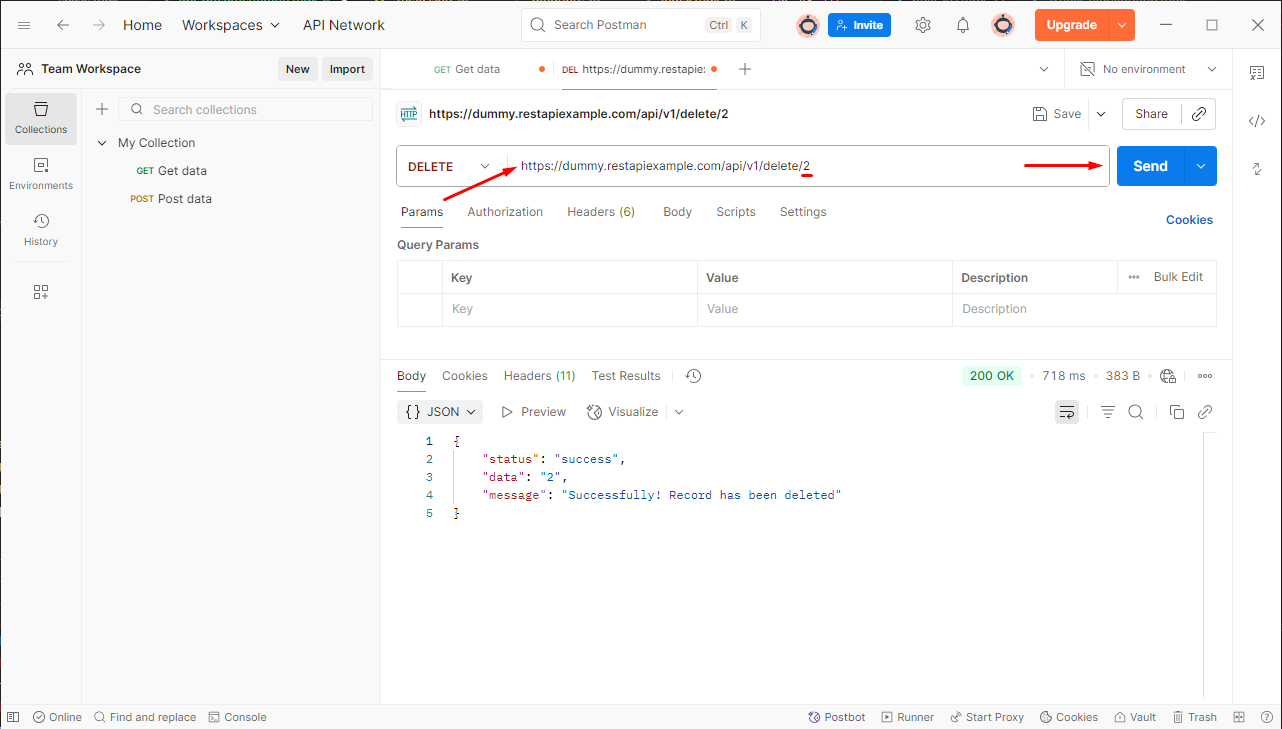 Home Workspaces API Network Search Postman Ctrl K Invite Upgrade
Team Workspace New Import GET Get data DEL https://dummy.restapie: No environment
Collections
Environments
History
Search collections
My Collection
GET Get data
POST Post data
HTTP https://dummy.restapiexample.com/api/v1/delete/2 Save Share
DELETE https://dummy.restapiexample.com/api/v1/delete/2 Send
Params Authorization Headers (6) Body Scripts Settings Cookies
Query Params
Key Value Description Bulk Edit
Key Value Description
Body Cookies Headers (11) Test Results 200 OK 718 ms 383 B
{} JSON Preview Visualize
1 {
2 "status": "success",
3 "data": "2",
4 "message": "Successfully! Record has been deleted"
5 }
Online Find and replace Console Postbot Runner Start Proxy Cookies Vault Trash